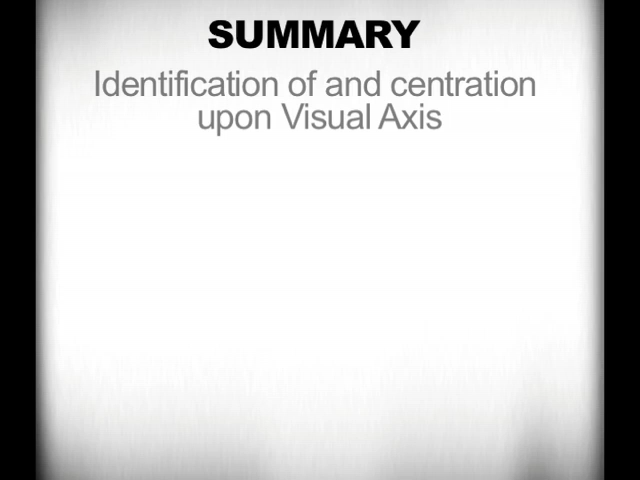 SUMMARY
Identification of and centration
upon Visual Axis